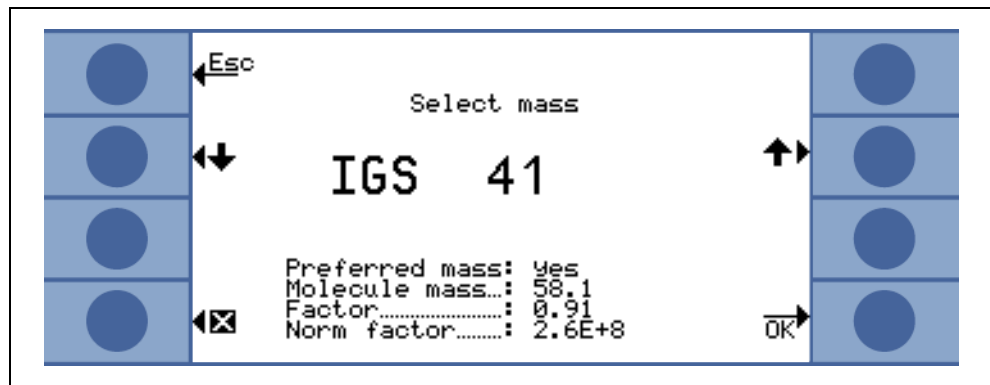 Esc
Select mass
IGS 41
Preferred mass: yes
Molecule mass…: 58.1
Factor……………………: 0.91
Norm factor………: 2.6E+8
OK